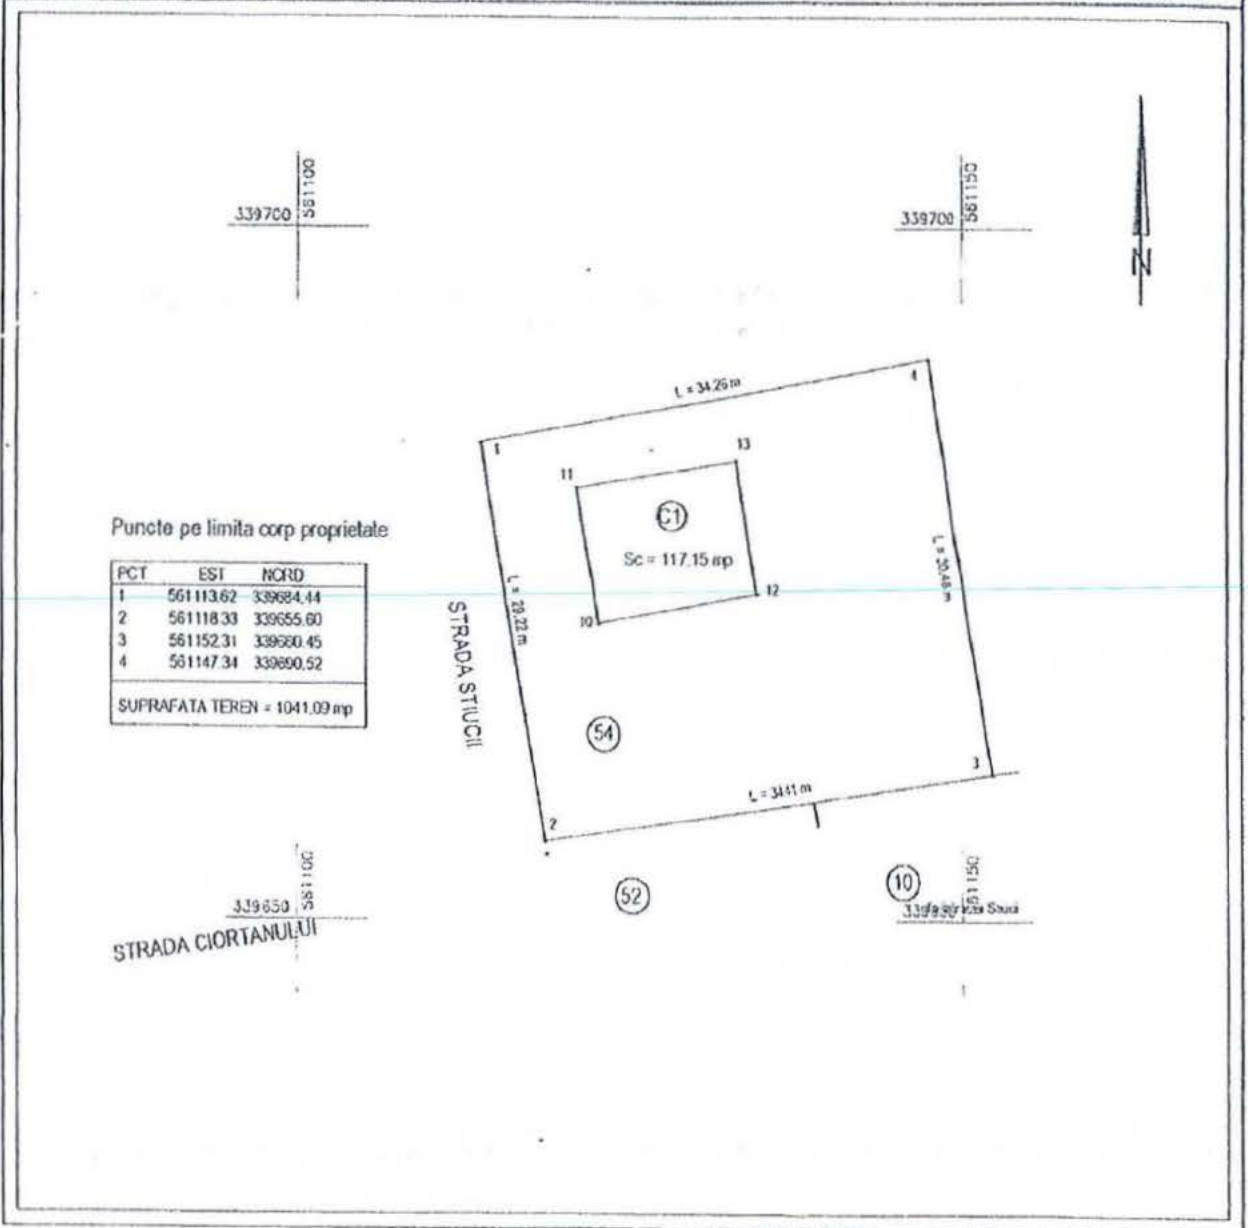 339700
561100
339700
561150
N
4
L = 34.26 m
1
13
11
C1
Sc = 117.15 mp
12
10
L = 30.48 m
L = 29.22 m
Puncte pe limita corp proprietate
PCT EST NORD
1 561113.62 339684.44
2 561118.33 339655.60
3 561152.31 339660.45
4 561147.34 339690.52
SUPRAFATA TEREN = 1041.09 mp
STRADA STIUCII
54
3
L = 34.41 m
2
52
10
339650
561100
561150
STRADA CIORTANULUI